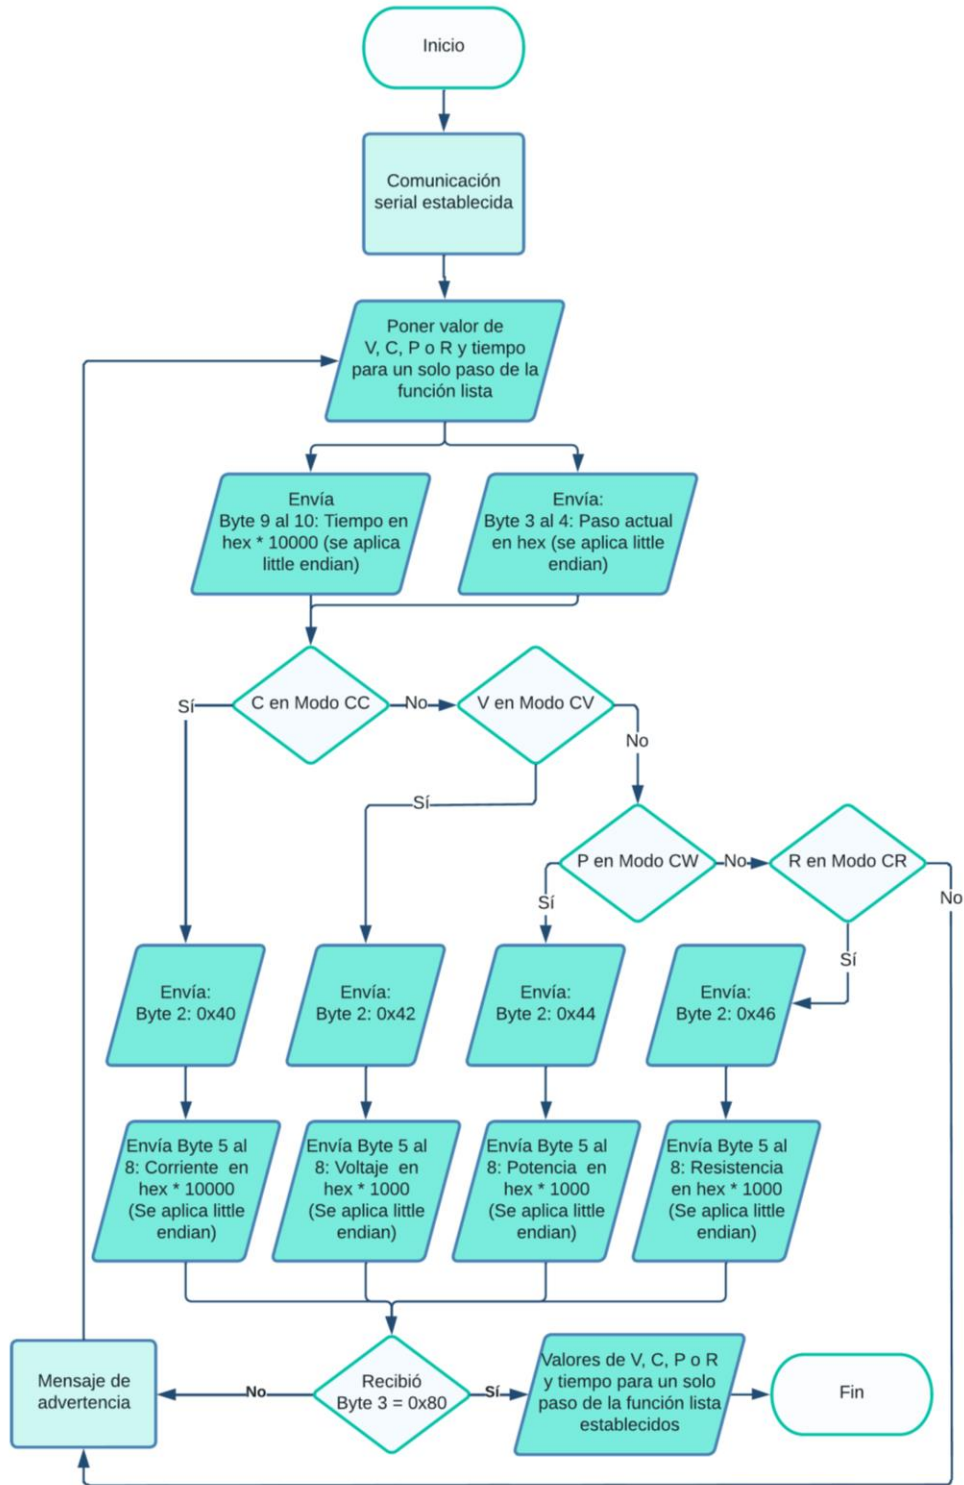 Inicio
Comunicación
serial establecida
Poner valor de
V, C, P o R y tiempo
para un solo paso de la
función lista
Envía
Byte 9 al 10: Tiempo en
hex * 10000 (se aplica
little endian)
Envía:
Byte 3 al 4: Paso actual
en hex (se aplica little
endian)
C en Modo CC
Sí
No
V en Modo CV
No
Sí
P en Modo CW
No
R en Modo CR
No
Sí
Sí
Envía:
Byte 2: 0x40
Envía:
Byte 2: 0x42
Envía:
Byte 2: 0x44
Envía:
Byte 2: 0x46
Envía Byte 5 al
8: Corriente en
hex * 10000
(Se aplica little
endian)
Envía Byte 5 al
8: Voltaje en
hex * 1000
(Se aplica little
endian)
Envía Byte 5 al
8: Potencia en
hex * 1000
(Se aplica little
endian)
Envía Byte 5 al
8: Resistencia
en hex * 1000
(Se aplica little
endian)
Mensaje de
advertencia
No
Recibió
Byte 3 = 0x80
Sí
Valores de V, C, P o R
y tiempo para un solo
paso de la función lista
establecidos
Fin